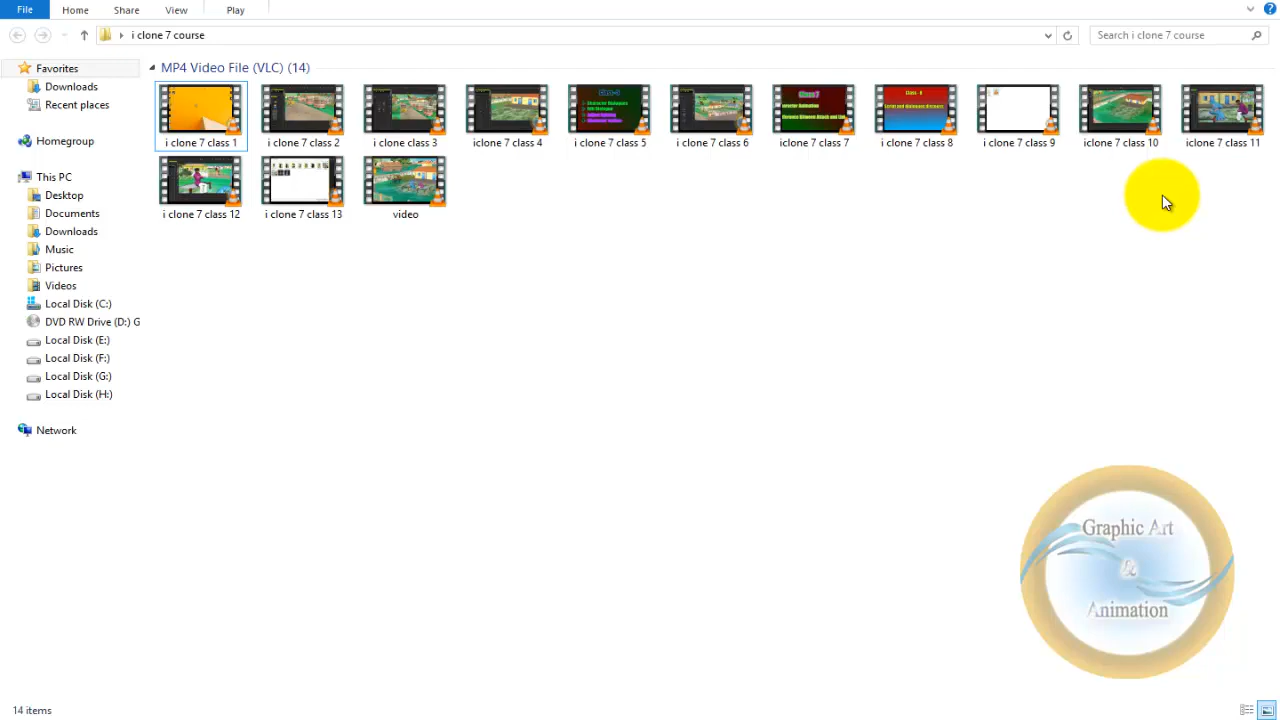 File Home Share View Play
i clone 7 course
Search i clone 7 course
Favorites
Downloads
Recent places
Homegroup
This PC
Desktop
Documents
Downloads
Music
Pictures
Videos
Local Disk (C:)
DVD RW Drive (D:) G
Local Disk (E:)
Local Disk (F:)
Local Disk (G:)
Local Disk (H:)
Network
MP4 Video File (VLC) (14)
i clone 7 class 1 i clone 7 class 2 i clone class 3 i clone 7 class 4 i clone 7 class 5 i clone 7 class 6 iclone 7 class 7 i clone 7 class 8 i clone 7 class 9 i clone 7 class 10 iclone 7 class 11
i clone 7 class 12 i clone 7 class 13 video
Graphic Art
&
Animation
14 items